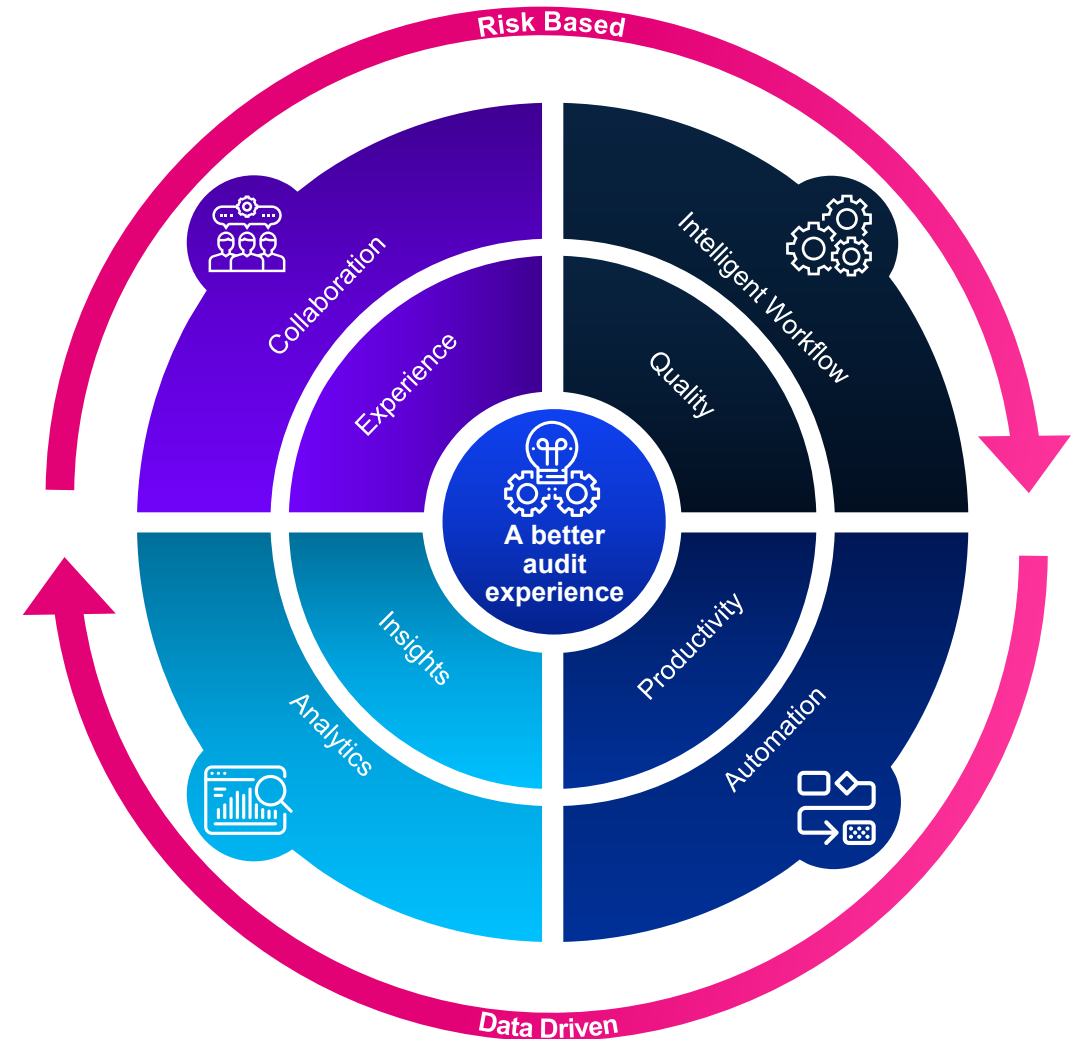 Risk Based
Collaboration
Experience
Intelligent Workflow
Quality
A better
audit
experience
Insights
Analytics
Productivity
Automation
Data Driven